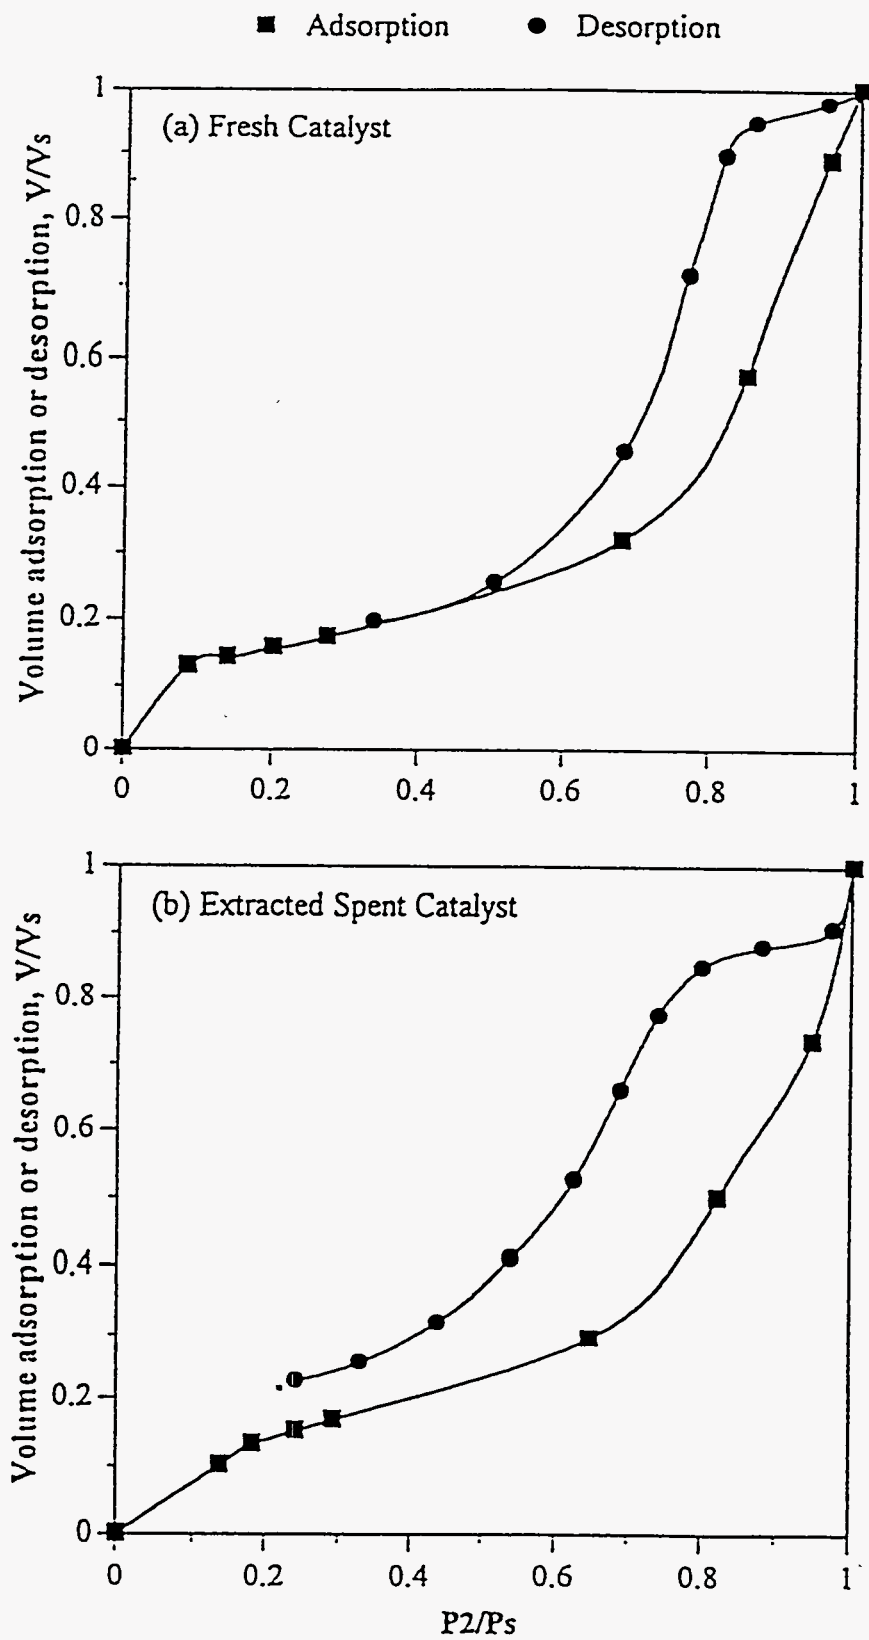 Adsorption Desorption
(a) Fresh Catalyst
Volume adsorption or desorption, V/Vs
1
0.8
0.6
0.4
0.2
0
0 0.2 0.4 0.6 0.8 1
(b) Extracted Spent Catalyst
Volume adsorption or desorption, V/Vs
1
0.8
0.6
0.4
0.2
0
0 0.2 0.4 0.6 0.8 1
P2/Ps